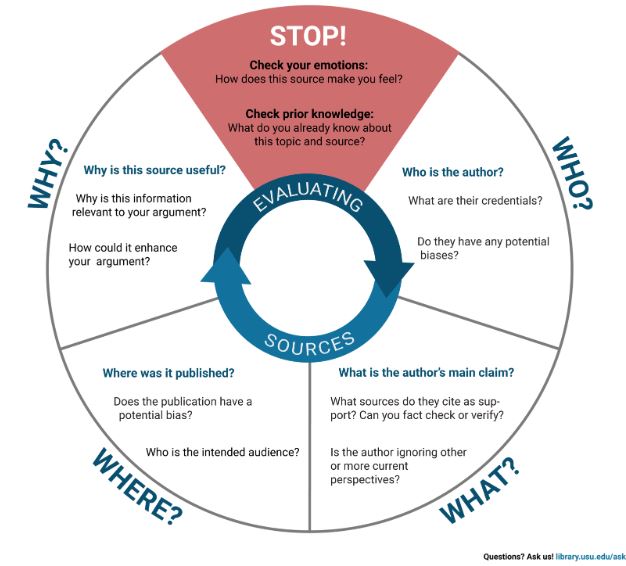 STOP!
Check your emotions:
How does this source make you feel?
Check prior knowledge:
What do you already know about
this topic and source?
WHO?
Who is the author?
What are their credentials?
Do they have any potential
biases?
WHAT?
What is the author's main claim?
What sources do they cite as sup-
port? Can you fact check or verify?
Is the author ignoring other
or more current
perspectives?
WHERE?
Where was it published?
Does the publication have a
potential bias?
Who is the intended audience?
WHY?
Why is this source useful?
Why is this information
relevant to your argument?
How could it enhance
your argument?
EVALUATING
SOURCES
Questions? Ask us! library.usu.edu/ask